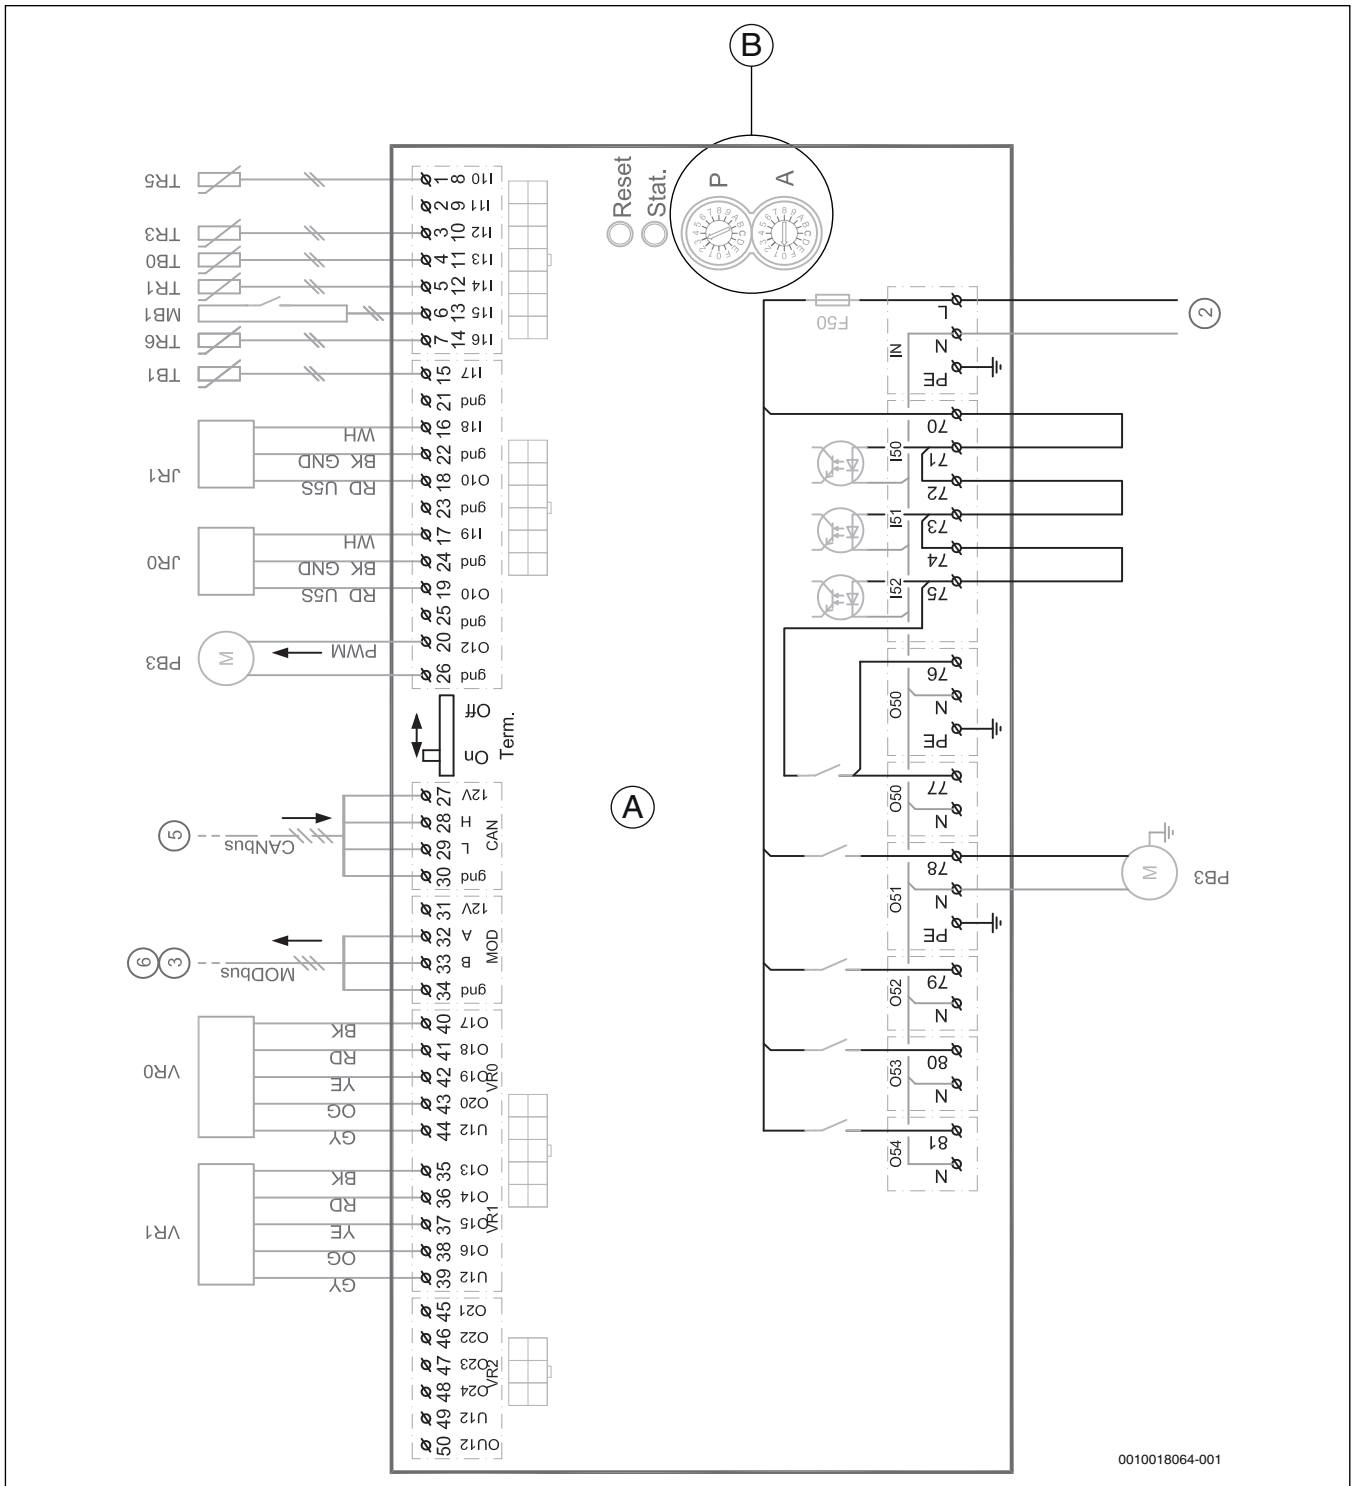 B
Reset
Stat.
P
A
TR5
1 8 I10
2 9 I11
TR3
3 10 I12
TB0
4 11 I13
TR1
5 12 I14
MB1
6 13 I15
TR6
7 14 I16
TB1
15 I17
21 gnd
JR1
WH
16 I18
BK GND
22 gnd
RD U5S
18 O10
23 gnd
JR0
WH
17 I19
BK GND
24 gnd
RD U5S
19 O10
25 gnd
PB3
M
PWM
20 O12
26 gnd
Off
On
Term.
A
5
CANbus
27 12V
28 H
29 L
30 gnd
CAN
6
3
MODbus
31 12V
32 A
33 B
34 gnd
MOD
VR0
BK
40 O17
RD
41 O18
YE
42 O19
OG
43 O20
GY
44 U12
VR0
VR1
BK
35 O13
RD
36 O14
YE
37 O15
OG
38 O16
GY
39 U12
VR1
45 O21
46 O22
47 O23
48 O24
49 U12
50 OU12
VR2
F50
L
N
PE
IN
2
70
71
I50
72
73
I51
74
75
I52
76
N
PE
O50
77
N
O50
78
N
PE
O51
M
PB3
79
N
O52
80
N
O53
81
N
O54
0010018064-001